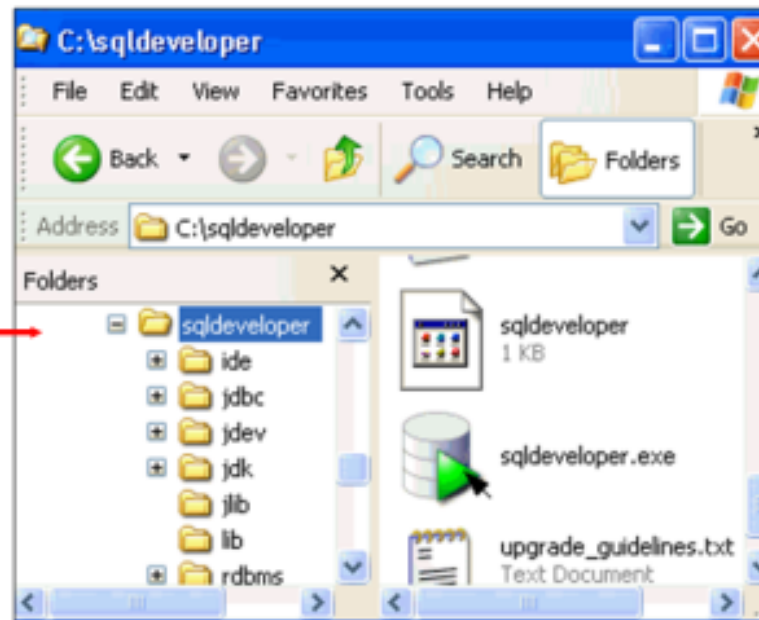 C:\sqldeveloper
File Edit View Favorites Tools Help
Back Search Folders
Address C:\sqldeveloper Go
Folders
sqldeveloper
ide
jdbc
jdev
jdk
jlib
lib
rdbms
sqldeveloper
1 KB
sqldeveloper.exe
upgrade_guidelines.txt
Text Document